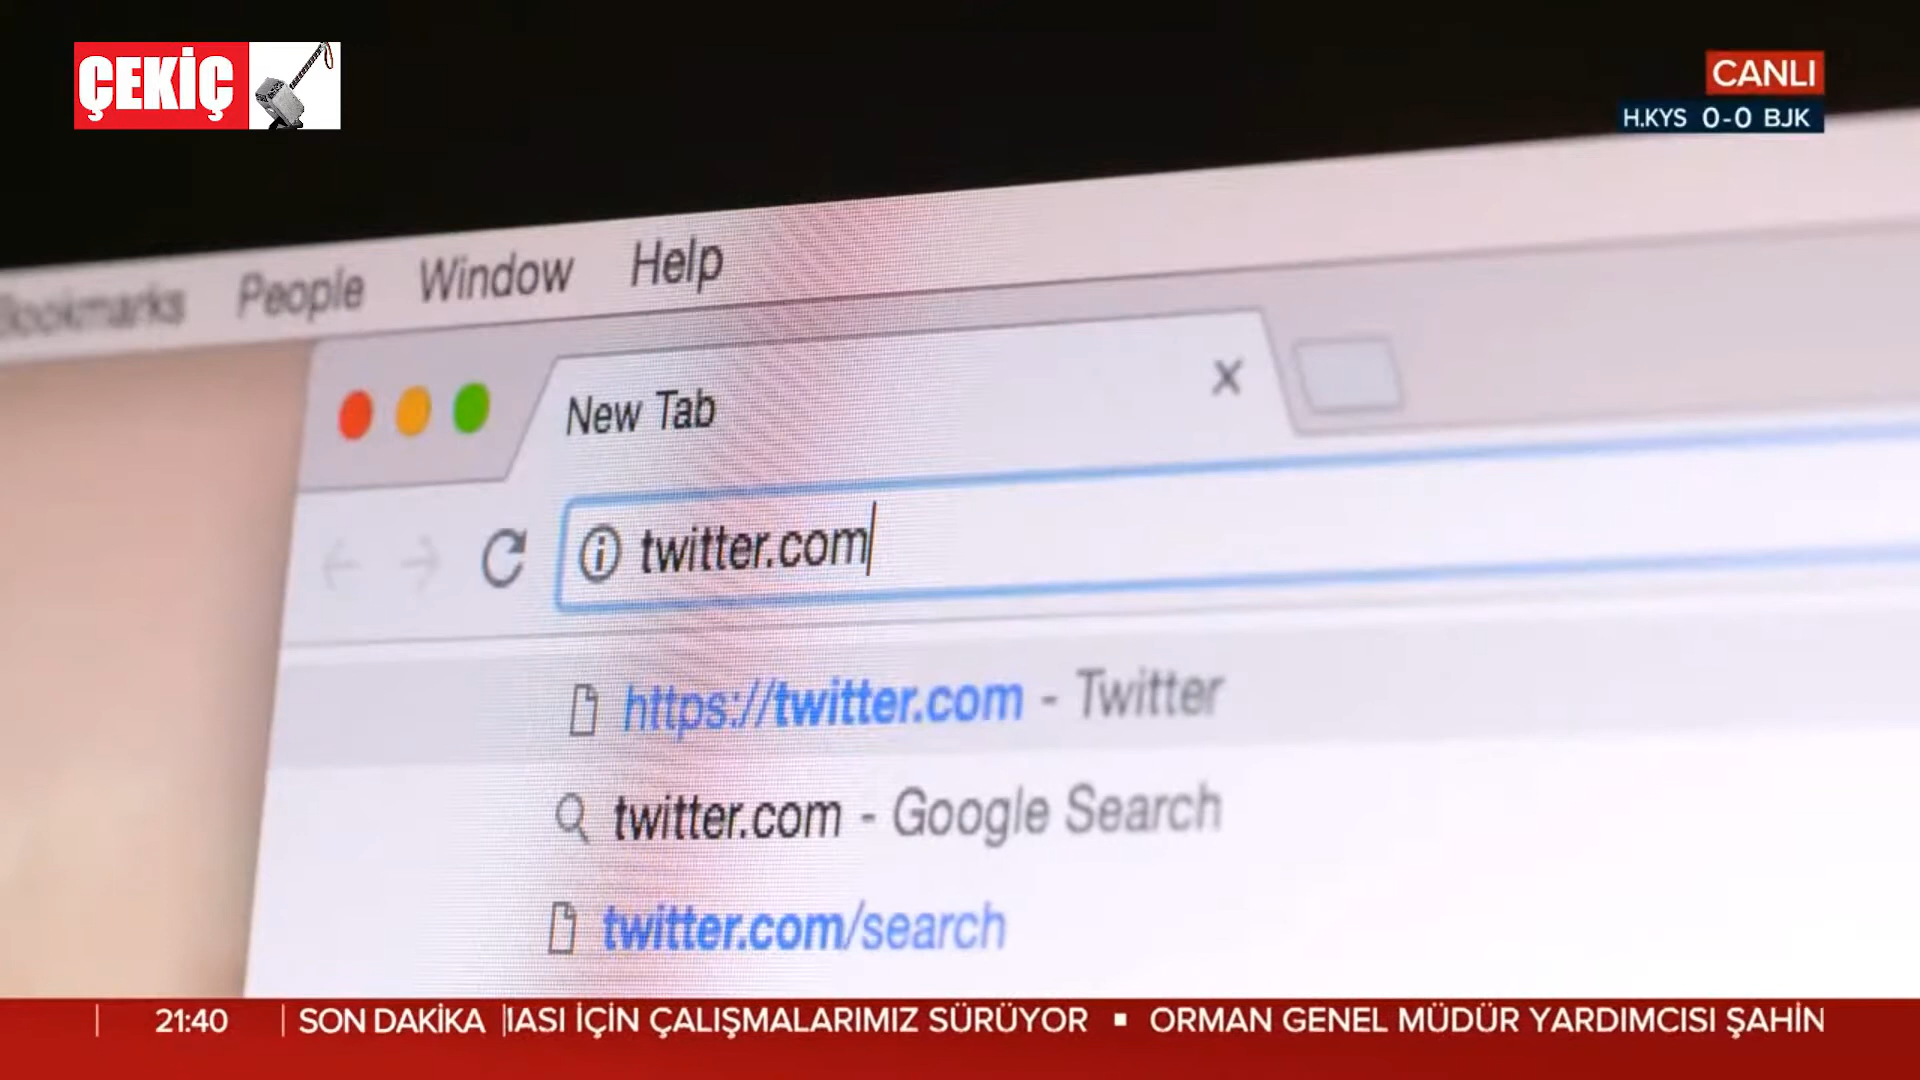 ÇEKİÇ
CANLI
H.KYS 0-0 BJK
Bookmarks People Window Help
New Tab
twitter.com
https://twitter.com - Twitter
twitter.com - Google Search
twitter.com/search
21:40 SON DAKİKA IASI İÇİN ÇALIŞMALARIMIZ SÜRÜYOR ▪ ORMAN GENEL MÜDÜR YARDIMCISI ŞAHİN